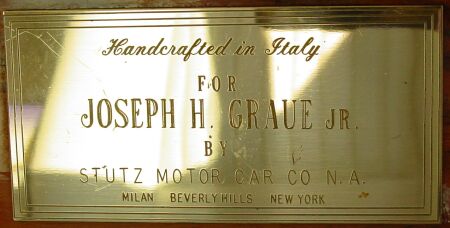 Handcrafted in Italy
FOR
JOSEPH H. GRAUE JR.
BY
STUTZ MOTOR CAR CO N.A.
MILAN BEVERLY HILLS NEW YORK